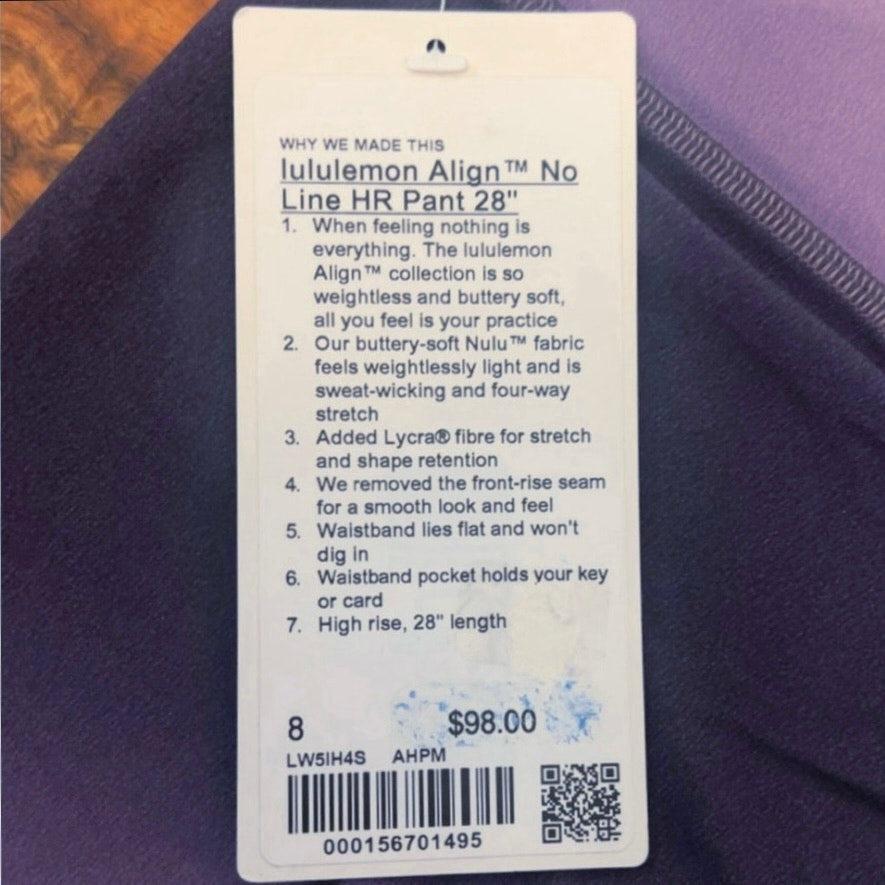 WHY WE MADE THIS
lululemon Align™ No
Line HR Pant 28"
1. When feeling nothing is
everything. The lululemon
Align™ collection is so
weightless and buttery soft,
all you feel is your practice
2. Our buttery-soft Nulu™ fabric
feels weightlessly light and is
sweat-wicking and four-way
stretch
3. Added Lycra® fibre for stretch
and shape retention
4. We removed the front-rise seam
for a smooth look and feel
5. Waistband lies flat and won't
dig in
6. Waistband pocket holds your key
or card
7. High rise, 28" length
8 $98.00
LW5IH4S AHPM
000156701495